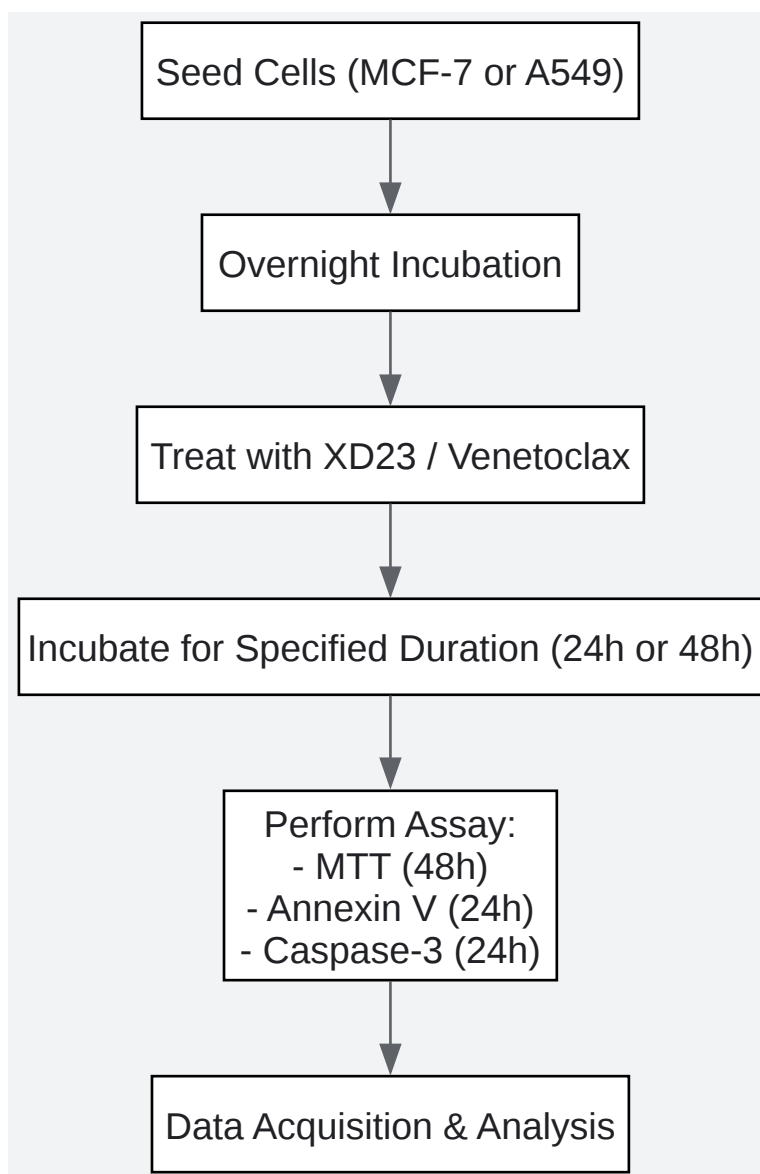 Seed Cells (MCF-7 or A549)
Overnight Incubation
Treat with XD23 / Venetoclax
Incubate for Specified Duration (24h or 48h)
Perform Assay:
- MTT (48h)
- Annexin V (24h)
- Caspase-3 (24h)
Data Acquisition & Analysis